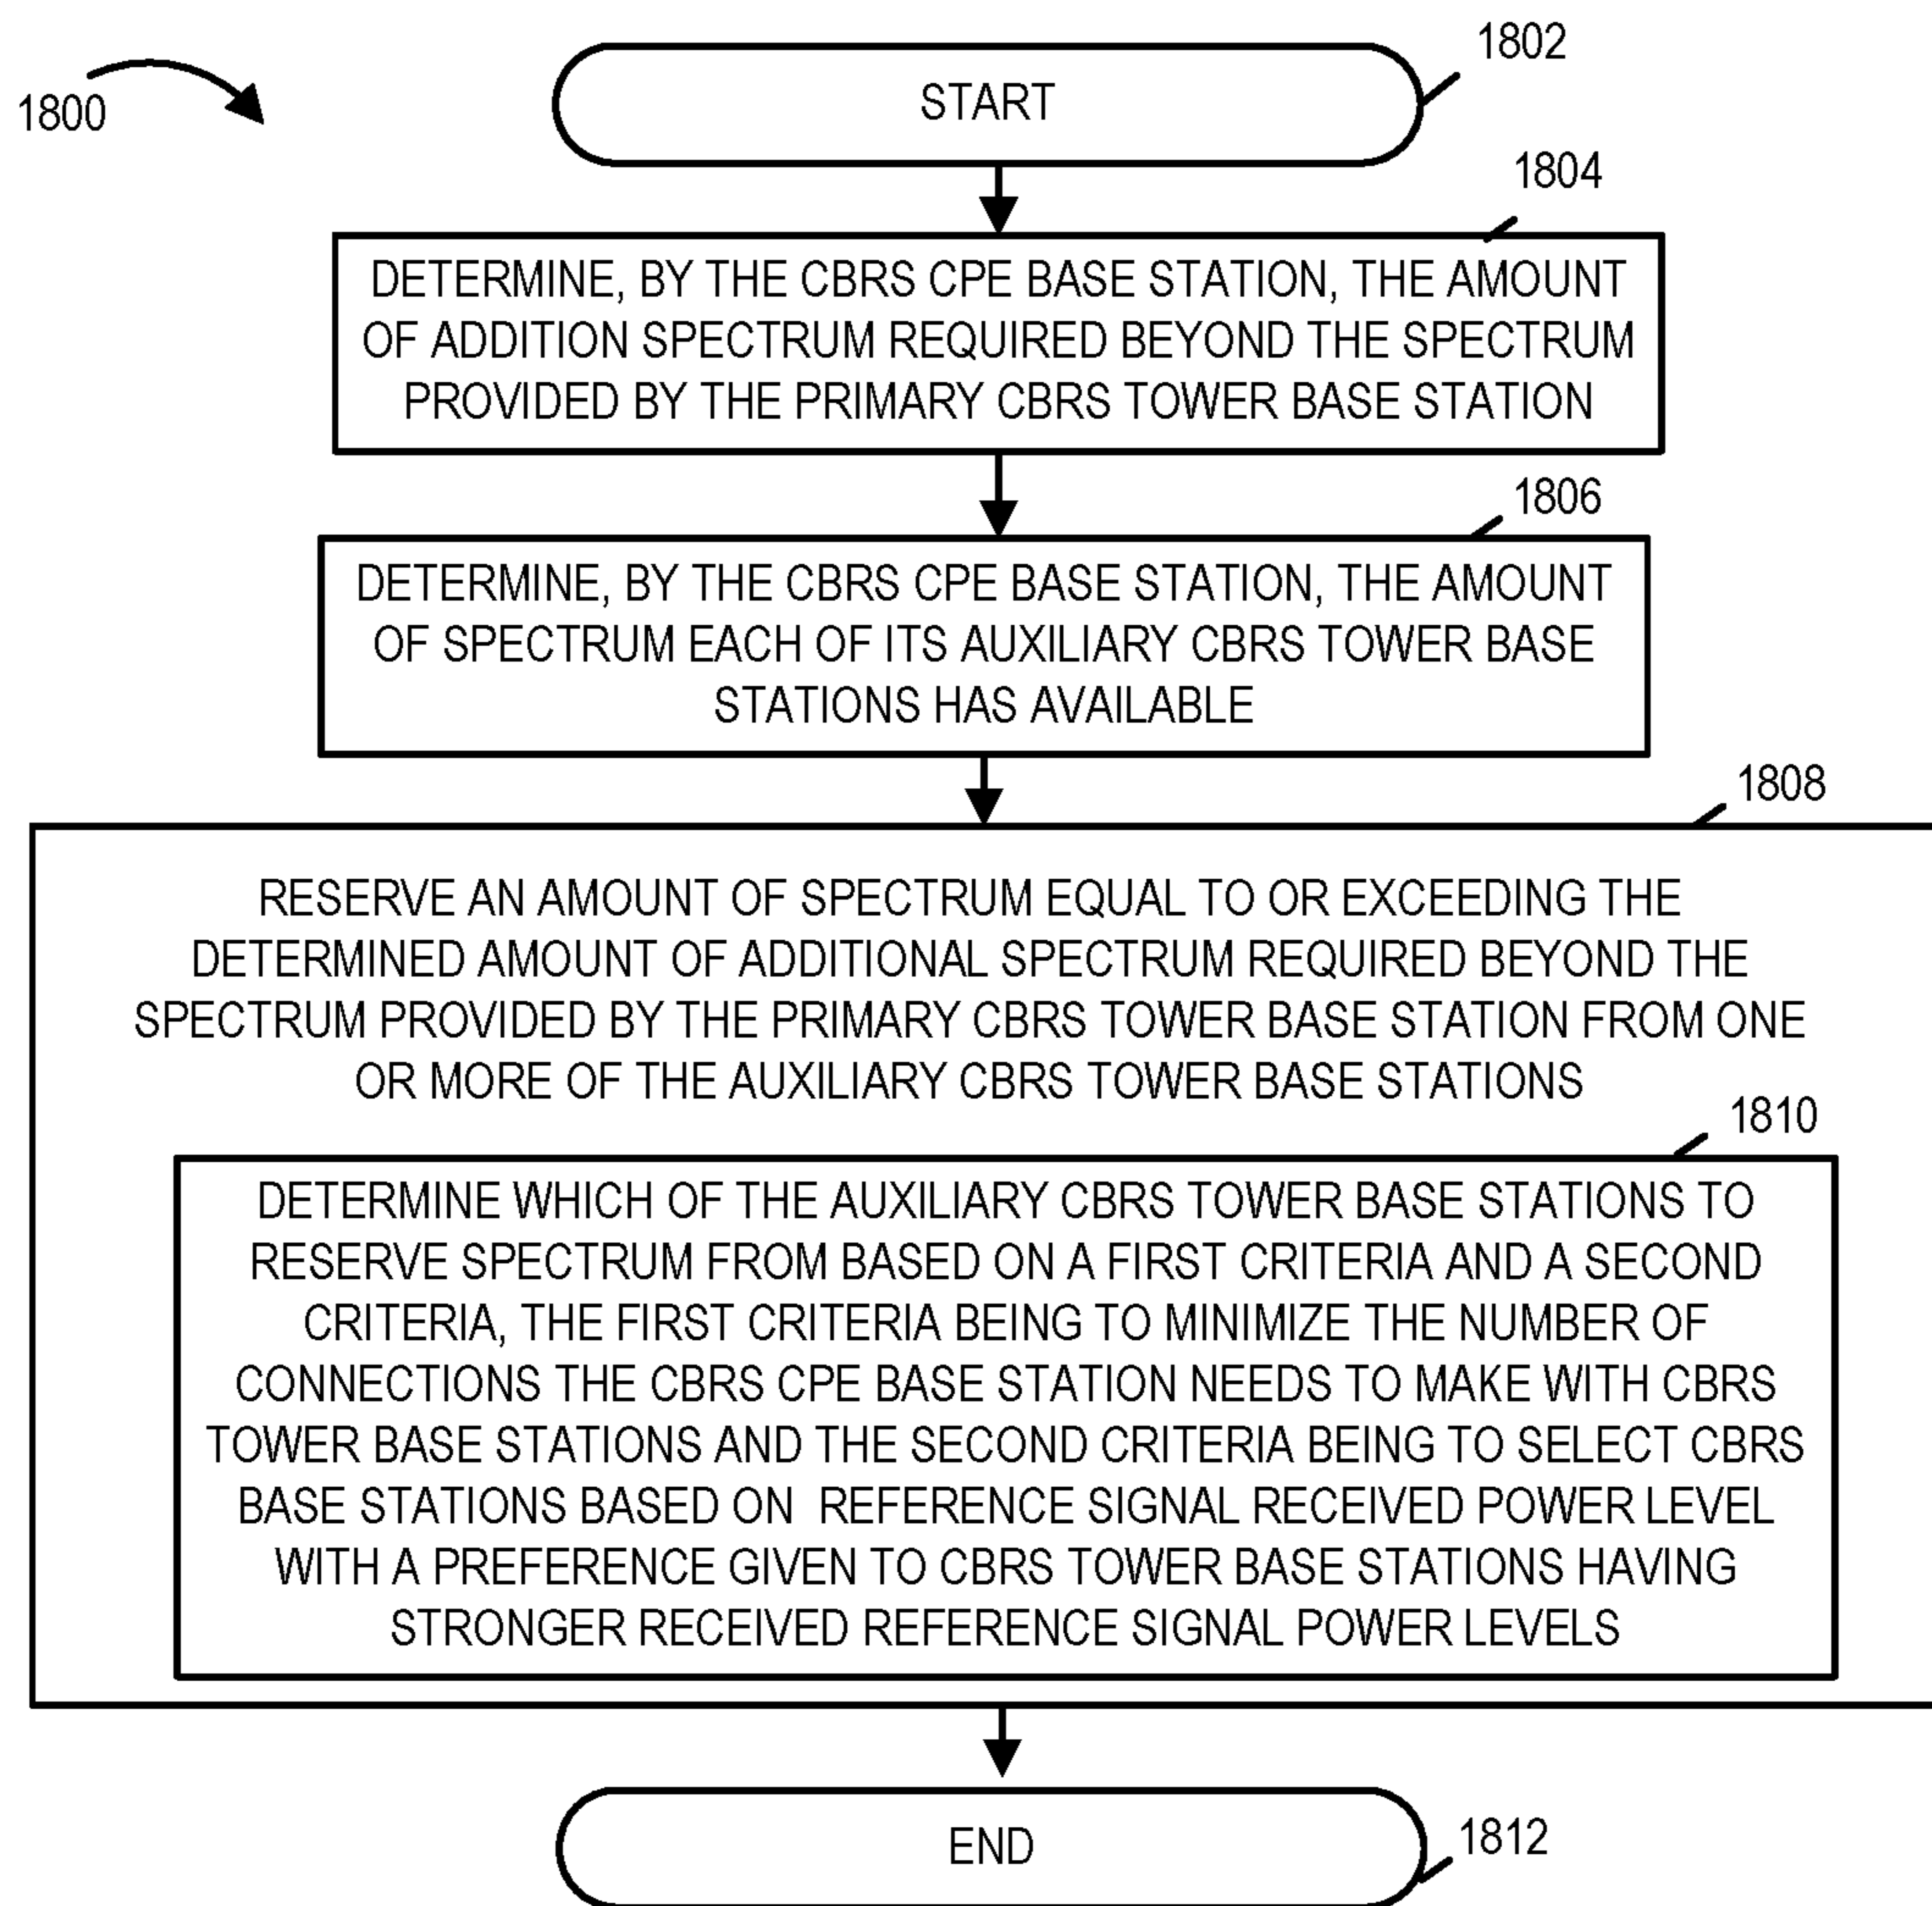 1800
START
1802
1804
DETERMINE, BY THE CBRS CPE BASE STATION, THE AMOUNT
OF ADDITION SPECTRUM REQUIRED BEYOND THE SPECTRUM
PROVIDED BY THE PRIMARY CBRS TOWER BASE STATION
1806
DETERMINE, BY THE CBRS CPE BASE STATION, THE AMOUNT
OF SPECTRUM EACH OF ITS AUXILIARY CBRS TOWER BASE
STATIONS HAS AVAILABLE
1808
RESERVE AN AMOUNT OF SPECTRUM EQUAL TO OR EXCEEDING THE
DETERMINED AMOUNT OF ADDITIONAL SPECTRUM REQUIRED BEYOND THE
SPECTRUM PROVIDED BY THE PRIMARY CBRS TOWER BASE STATION FROM ONE
OR MORE OF THE AUXILIARY CBRS TOWER BASE STATIONS
1810
DETERMINE WHICH OF THE AUXILIARY CBRS TOWER BASE STATIONS TO
RESERVE SPECTRUM FROM BASED ON A FIRST CRITERIA AND A SECOND
CRITERIA, THE FIRST CRITERIA BEING TO MINIMIZE THE NUMBER OF
CONNECTIONS THE CBRS CPE BASE STATION NEEDS TO MAKE WITH CBRS
TOWER BASE STATIONS AND THE SECOND CRITERIA BEING TO SELECT CBRS
BASE STATIONS BASED ON REFERENCE SIGNAL RECEIVED POWER LEVEL
WITH A PREFERENCE GIVEN TO CBRS TOWER BASE STATIONS HAVING
STRONGER RECEIVED REFERENCE SIGNAL POWER LEVELS
END
1812